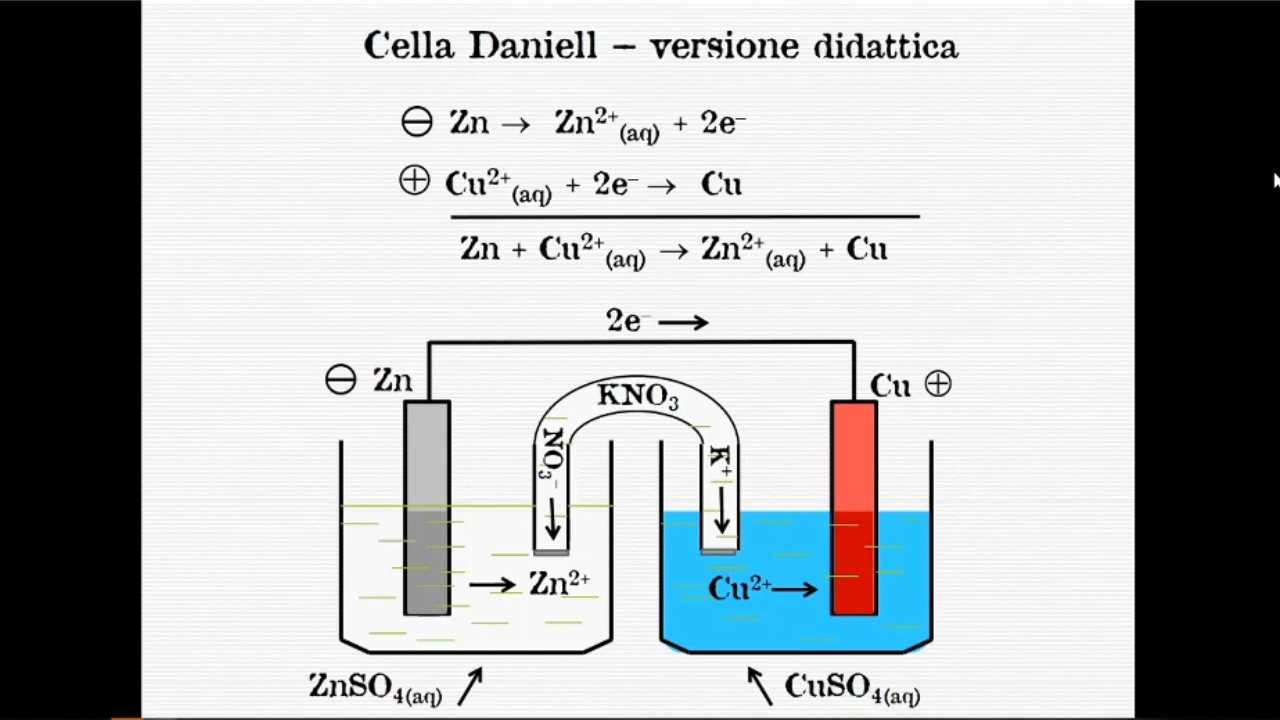 Cella Daniell – versione didattica
⊖ Zn → Zn²⁺(aq) + 2e⁻
⊕ Cu²⁺(aq) + 2e⁻ → Cu
Zn + Cu²⁺(aq) → Zn²⁺(aq) + Cu
2e⁻ →
⊖ Zn
Cu ⊕
KNO₃
NO₃⁻
K⁺
→ Zn²⁺
Cu²⁺ →
ZnSO₄(aq)
CuSO₄(aq)